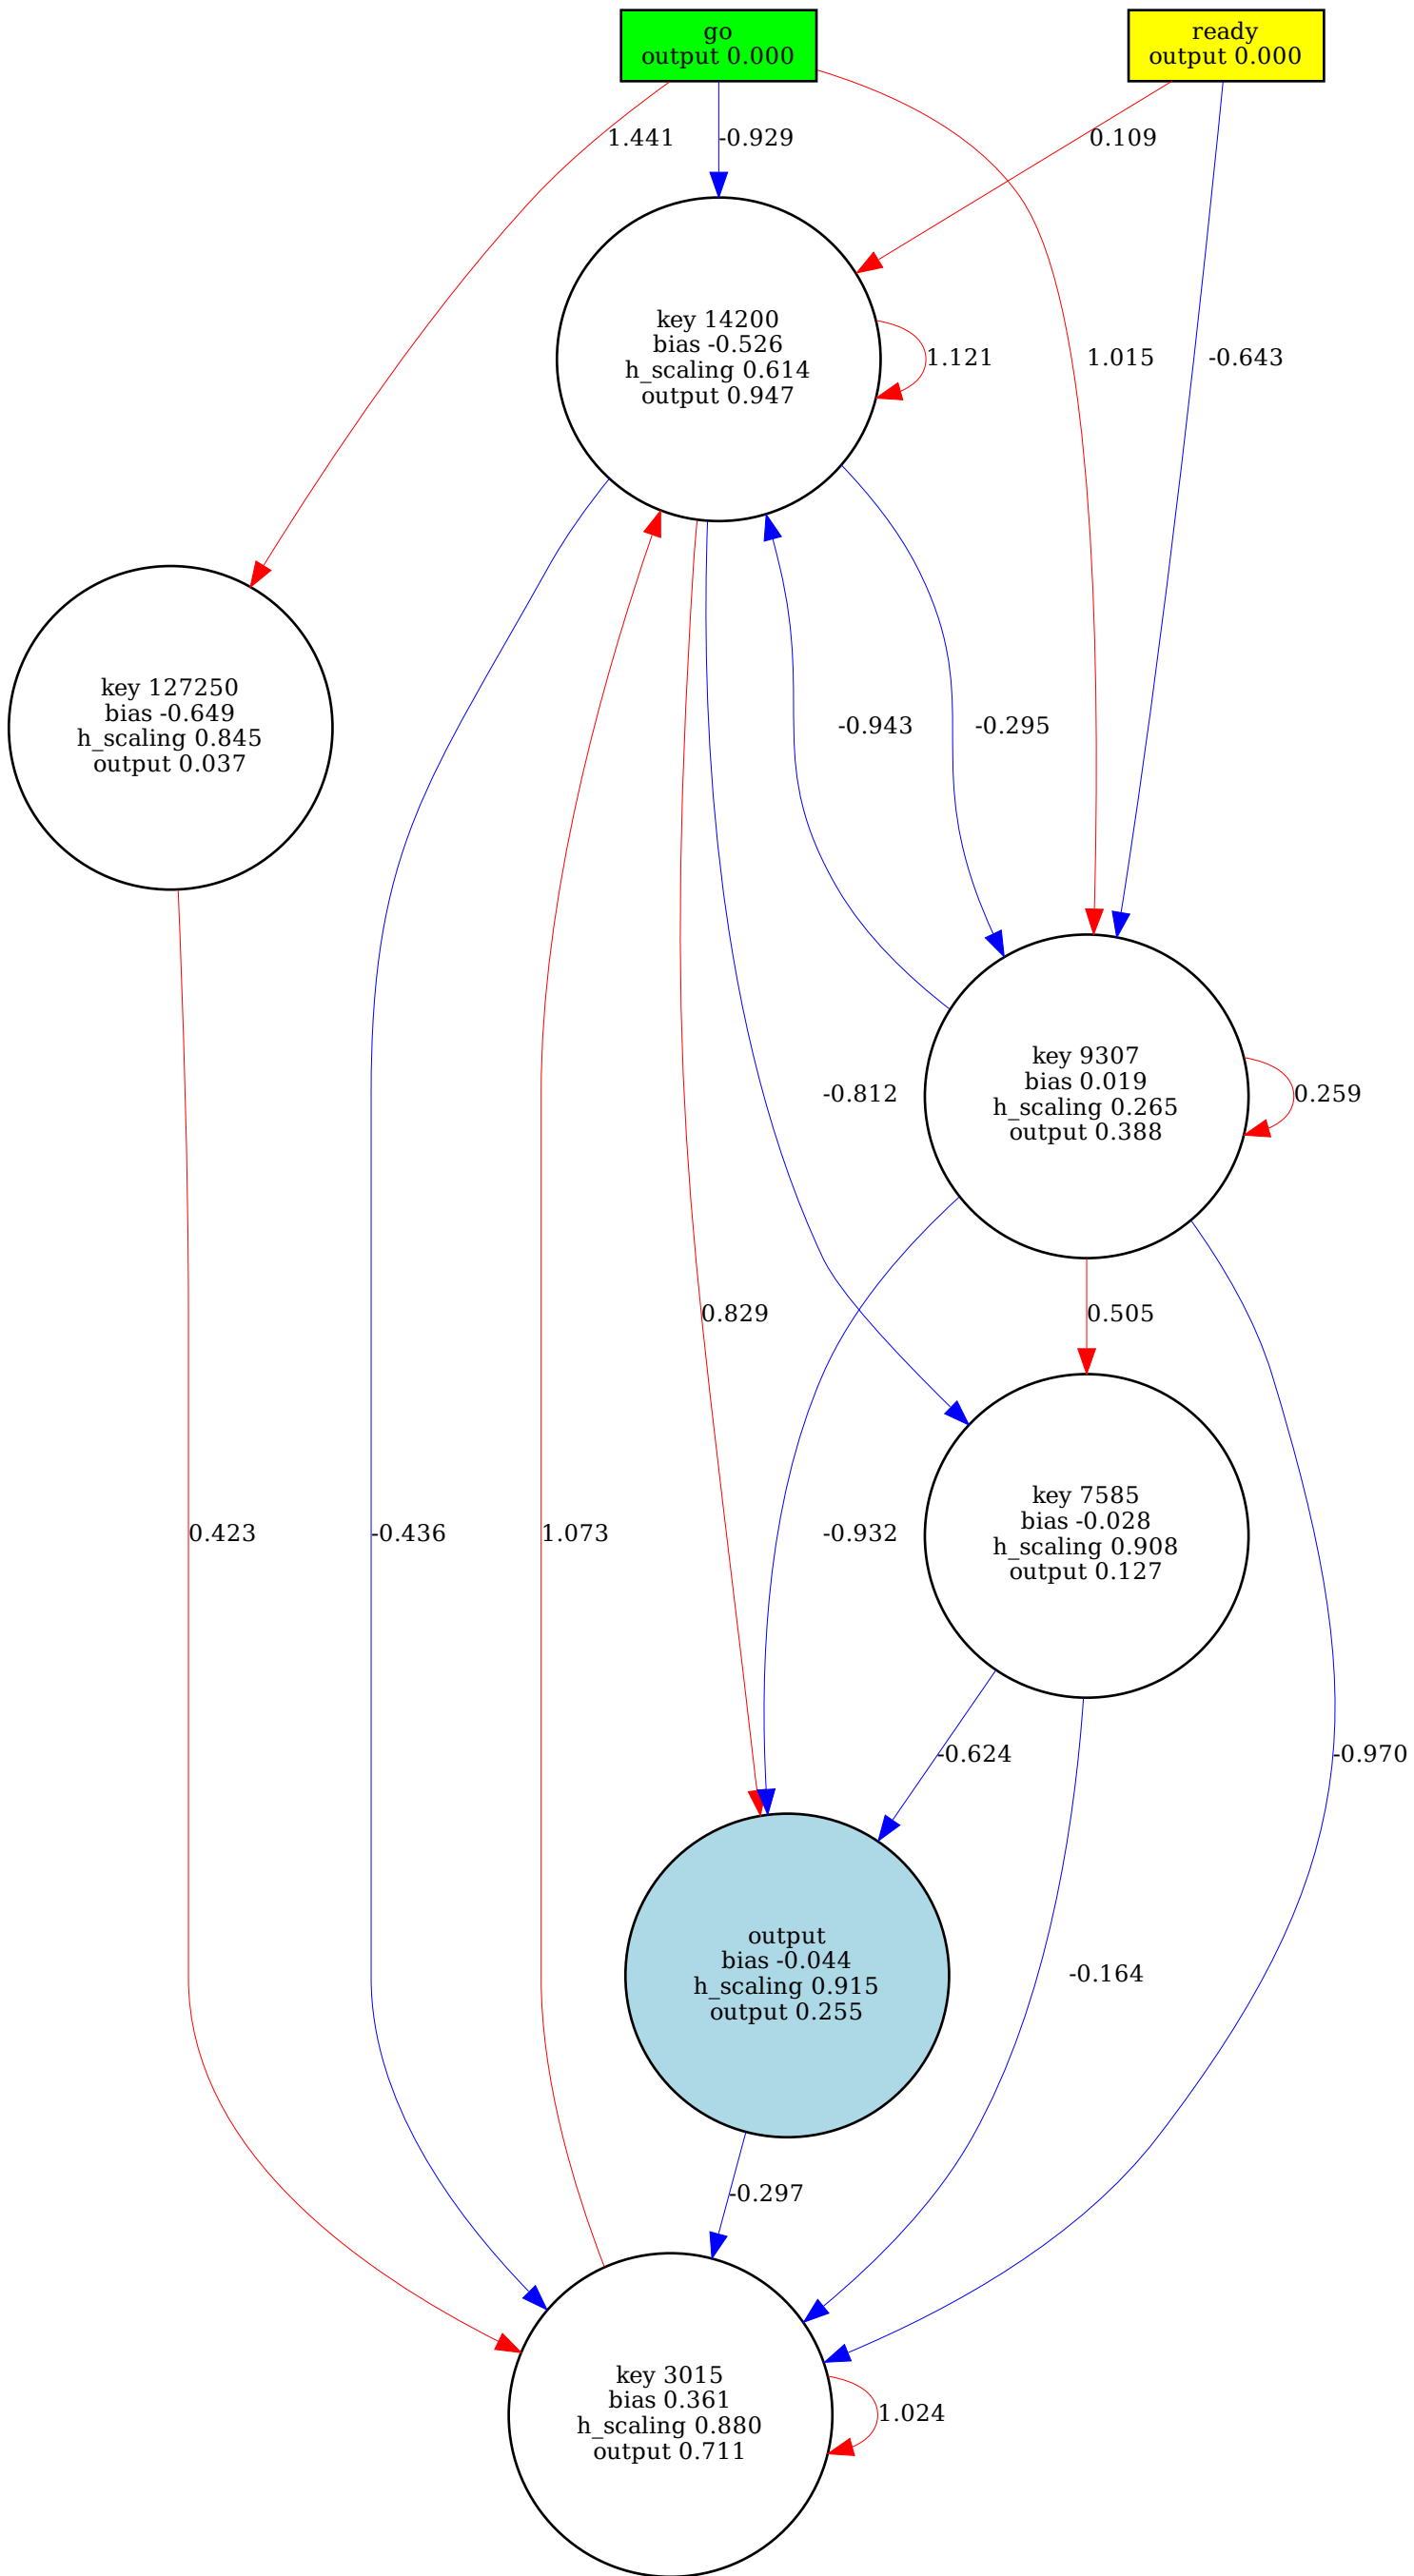 go
output 0.000
ready
output 0.000
1.441
-0.929
0.109
key 14200
bias -0.526
h_scaling 0.614
output 0.947
1.121
1.015
-0.643
key 127250
bias -0.649
h_scaling 0.845
output 0.037
-0.943
-0.295
key 9307
bias 0.019
h_scaling 0.265
output 0.388
-0.812
0.259
0.829
0.505
key 7585
bias -0.028
h_scaling 0.908
output 0.127
0.423
-0.436
1.073
-0.932
-0.624
-0.970
output
bias -0.044
h_scaling 0.915
output 0.255
-0.164
-0.297
key 3015
bias 0.361
h_scaling 0.880
output 0.711
1.024